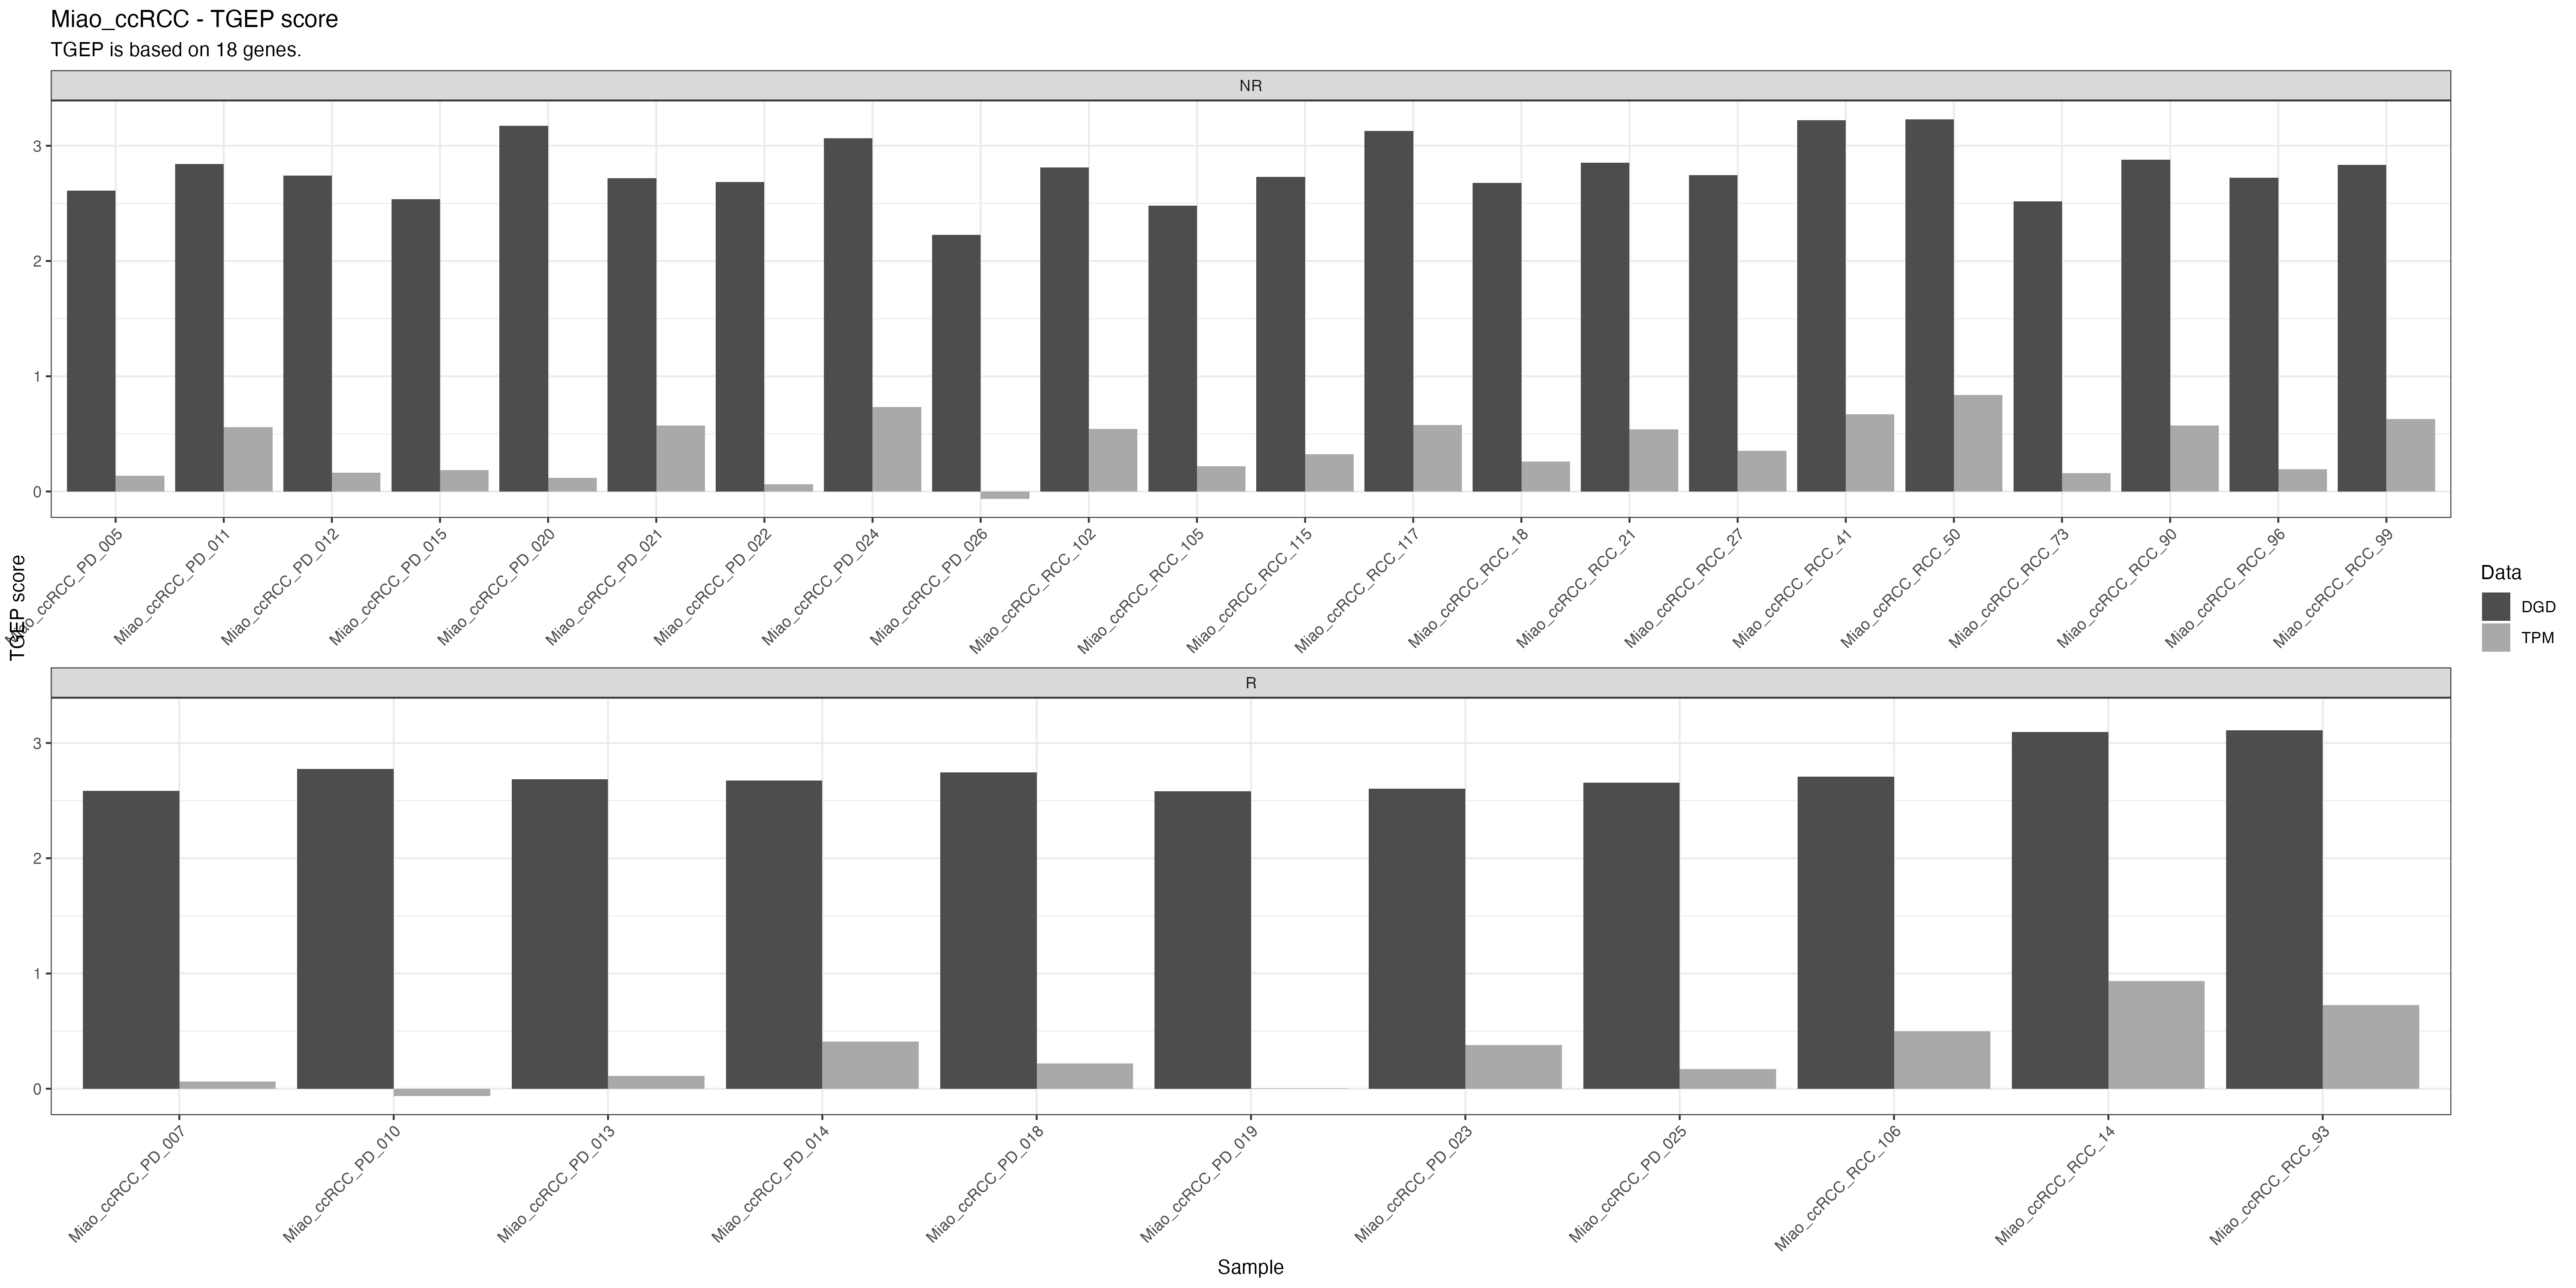 Miao_ccRCC - TGEP score
TGEP is based on 18 genes.
NR
3
2
1
0
Miao_ccRCC_PD_005
Miao_ccRCC_PD_011
Miao_ccRCC_PD_012
Miao_ccRCC_PD_015
Miao_ccRCC_PD_020
Miao_ccRCC_PD_021
Miao_ccRCC_PD_022
Miao_ccRCC_PD_024
Miao_ccRCC_PD_026
Miao_ccRCC_RCC_102
Miao_ccRCC_RCC_105
Miao_ccRCC_RCC_115
Miao_ccRCC_RCC_117
Miao_ccRCC_RCC_18
Miao_ccRCC_RCC_21
Miao_ccRCC_RCC_27
Miao_ccRCC_RCC_41
Miao_ccRCC_RCC_50
Miao_ccRCC_RCC_73
Miao_ccRCC_RCC_90
Miao_ccRCC_RCC_96
Miao_ccRCC_RCC_99
TGEP score
Data
DGD
TPM
R
3
2
1
0
Miao_ccRCC_PD_007
Miao_ccRCC_PD_010
Miao_ccRCC_PD_013
Miao_ccRCC_PD_014
Miao_ccRCC_PD_018
Miao_ccRCC_PD_019
Miao_ccRCC_PD_023
Miao_ccRCC_PD_025
Miao_ccRCC_RCC_106
Miao_ccRCC_RCC_14
Miao_ccRCC_RCC_93
Sample